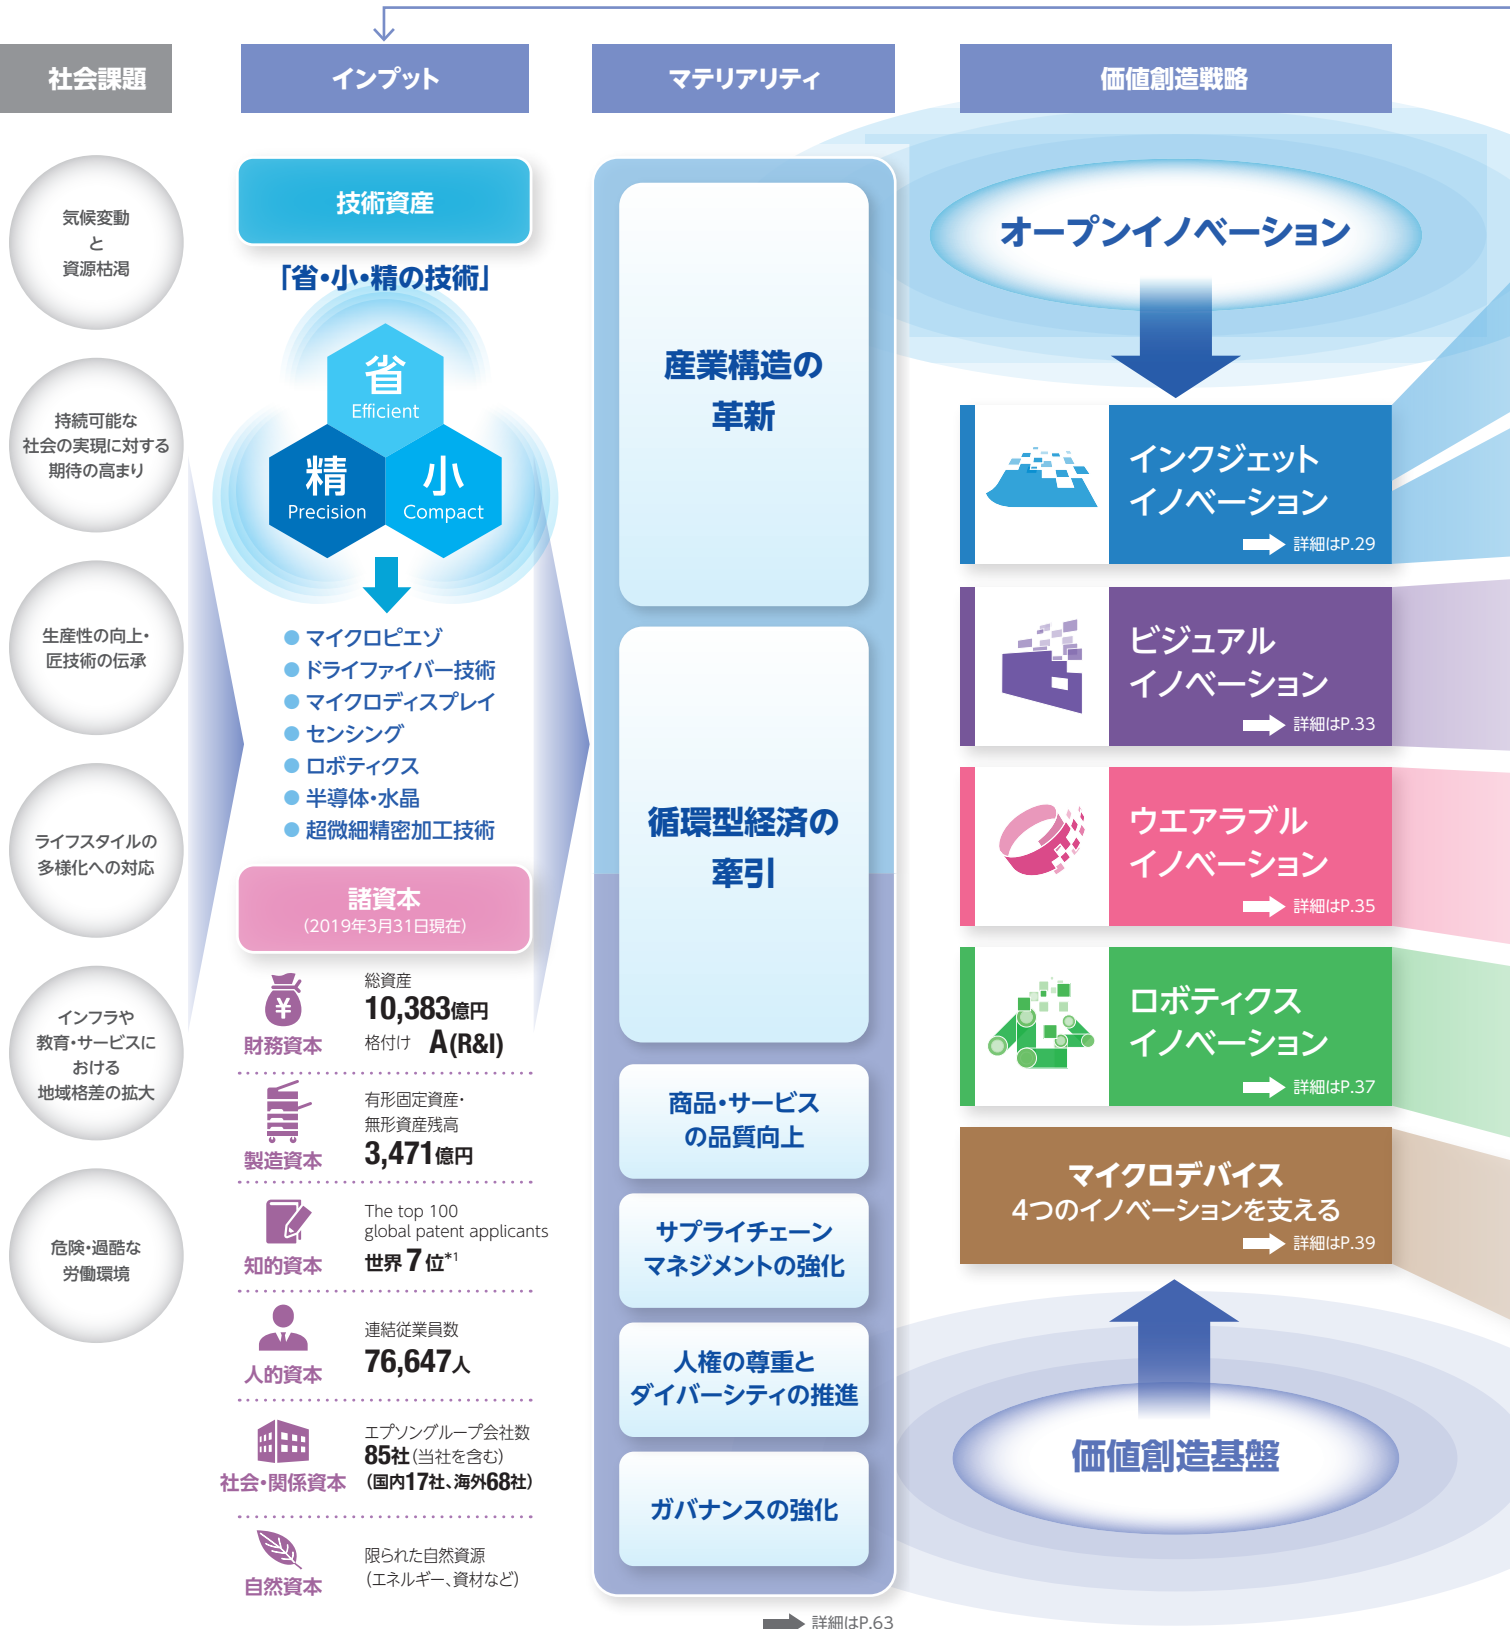 社会課題
インプット
マテリアリティ
価値創造戦略
気候変動
と
資源枯渇
持続可能な
社会の実現に対する
期待の高まり
生産性の向上・
匠技術の伝承
ライフスタイルの
多様化への対応
インフラや
教育・サービスに
おける
地域格差の拡大
危険・過酷な
労働環境
技術資産
「省・小・精の技術」
省
Efficient
精
Precision
小
Compact
● マイクロピエゾ
● ドライファイバー技術
● マイクロディスプレイ
● センシング
● ロボティクス
● 半導体・水晶
● 超微細精密加工技術
諸資本
（2019年3月31日現在）
財務資本
総資産
10,383億円
格付け A(R&I)
製造資本
有形固定資産・
無形資産残高
3,471億円
知的資本
The top 100
global patent applicants
世界7位*1
人的資本
連結従業員数
76,647人
社会・関係資本
エプソングループ会社数
85社（当社を含む）
（国内17社、海外68社）
自然資本
限られた自然資源
（エネルギー、資材など）
産業構造の
革新
循環型経済の
牽引
商品・サービス
の品質向上
サプライチェーン
マネジメントの強化
人権の尊重と
ダイバーシティの推進
ガバナンスの強化
詳細はP.63
オープンイノベーション
インクジェット
イノベーション
詳細はP.29
ビジュアル
イノベーション
詳細はP.33
ウエアラブル
イノベーション
詳細はP.35
ロボティクス
イノベーション
詳細はP.37
マイクロデバイス
4つのイノベーションを支える
詳細はP.39
価値創造基盤